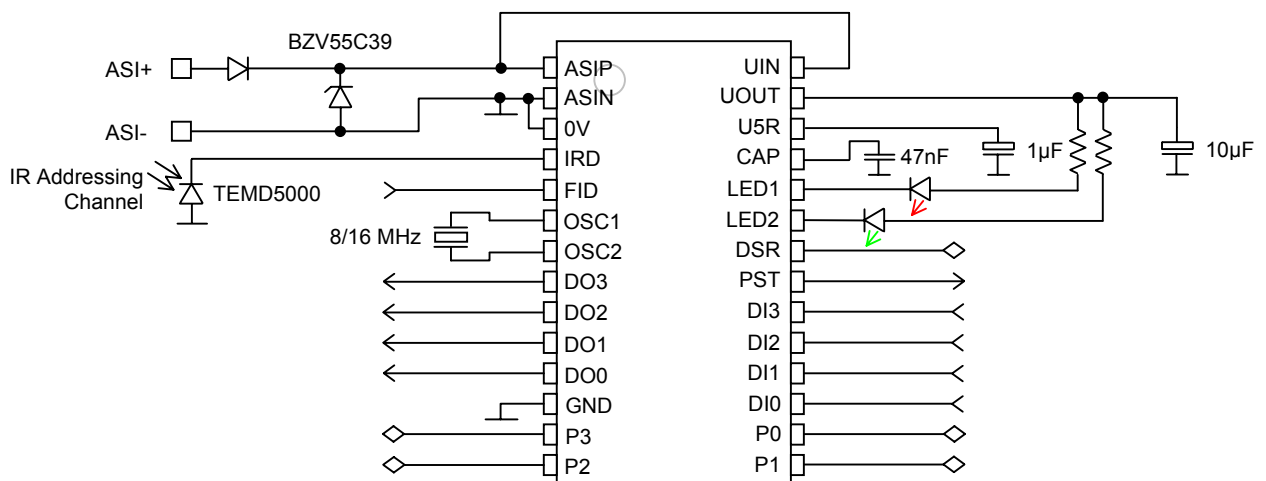 BZV55C39
ASI+
ASIP
UIN
ASIN
UOUT
ASI-
0V
U5R
IRD
CAP
47nF
1µF
10µF
IR Addressing
Channel
TEMD5000
FID
LED1
8/16 MHz
OSC1
LED2
OSC2
DSR
DO3
PST
DO2
DI3
DO1
DI2
DO0
DI1
GND
DI0
P3
P0
P2
P1